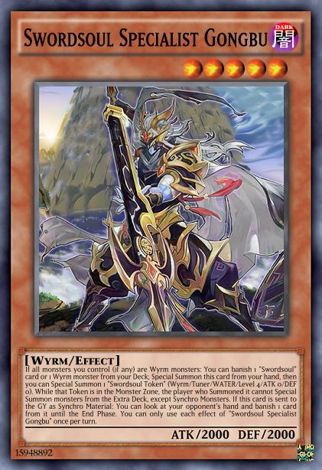 Swordsoul Specialist Gongbu
DARK
闇
[Wyrm/Effect]
If all monsters you control (if any) are Wyrm monsters: You can banish 1 "Swordsoul"
card or 1 Wyrm monster from your Deck; Special Summon this card from your hand, then
you can Special Summon 1 "Swordsoul Token" (Wyrm/Tuner/WATER/Level 4/ATK 0/DEF
0). While that Token is in the Monster Zone, the player who Summoned it cannot Special
Summon monsters from the Extra Deck, except Synchro Monsters. If this card is sent to
the GY as Synchro Material: You can look at your opponent's hand and banish 1 card
from it until the End Phase. You can only use each effect of "Swordsoul Specialist
Gongbu" once per turn.
ATK/2000 DEF/2000
15948892